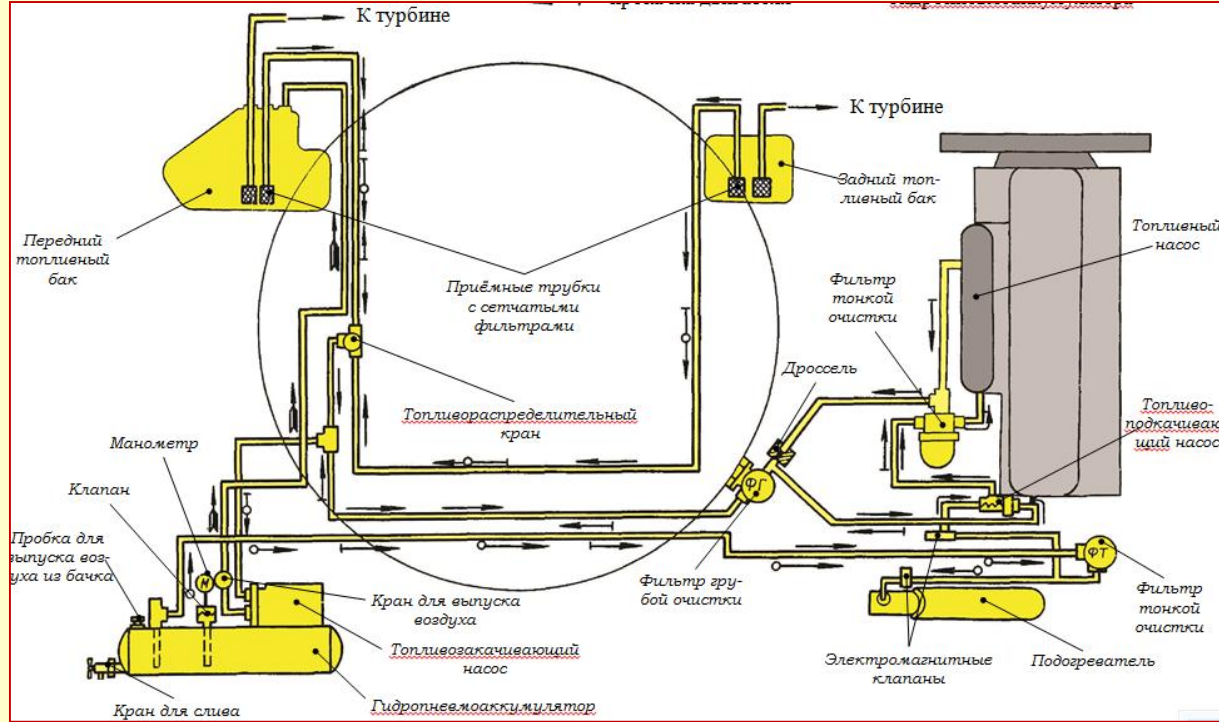 К турбине
К турбине
Задний топ-
ливный бак
Передний
топливный
бак
Приёмные трубки
с сетчатыми
фильтрами
Топливный
насос
Фильтр
тонкой
очистки
Дроссель
Топливораспределительный
кран
Топливо-
подкачиваю
щий насос
Манометр
Клапан
Пробка для
выпуска воз-
уха из бачка
М
ФГ
ФТ
Кран для выпуска
воздуха
Фильтр гру-
бой очистки
Фильтр
тонкой
очистки
Топливозакачивающий
насос
Электромагнитные
клапаны
Подогреватель
Гидропневмоаккумулятор
Кран для слива